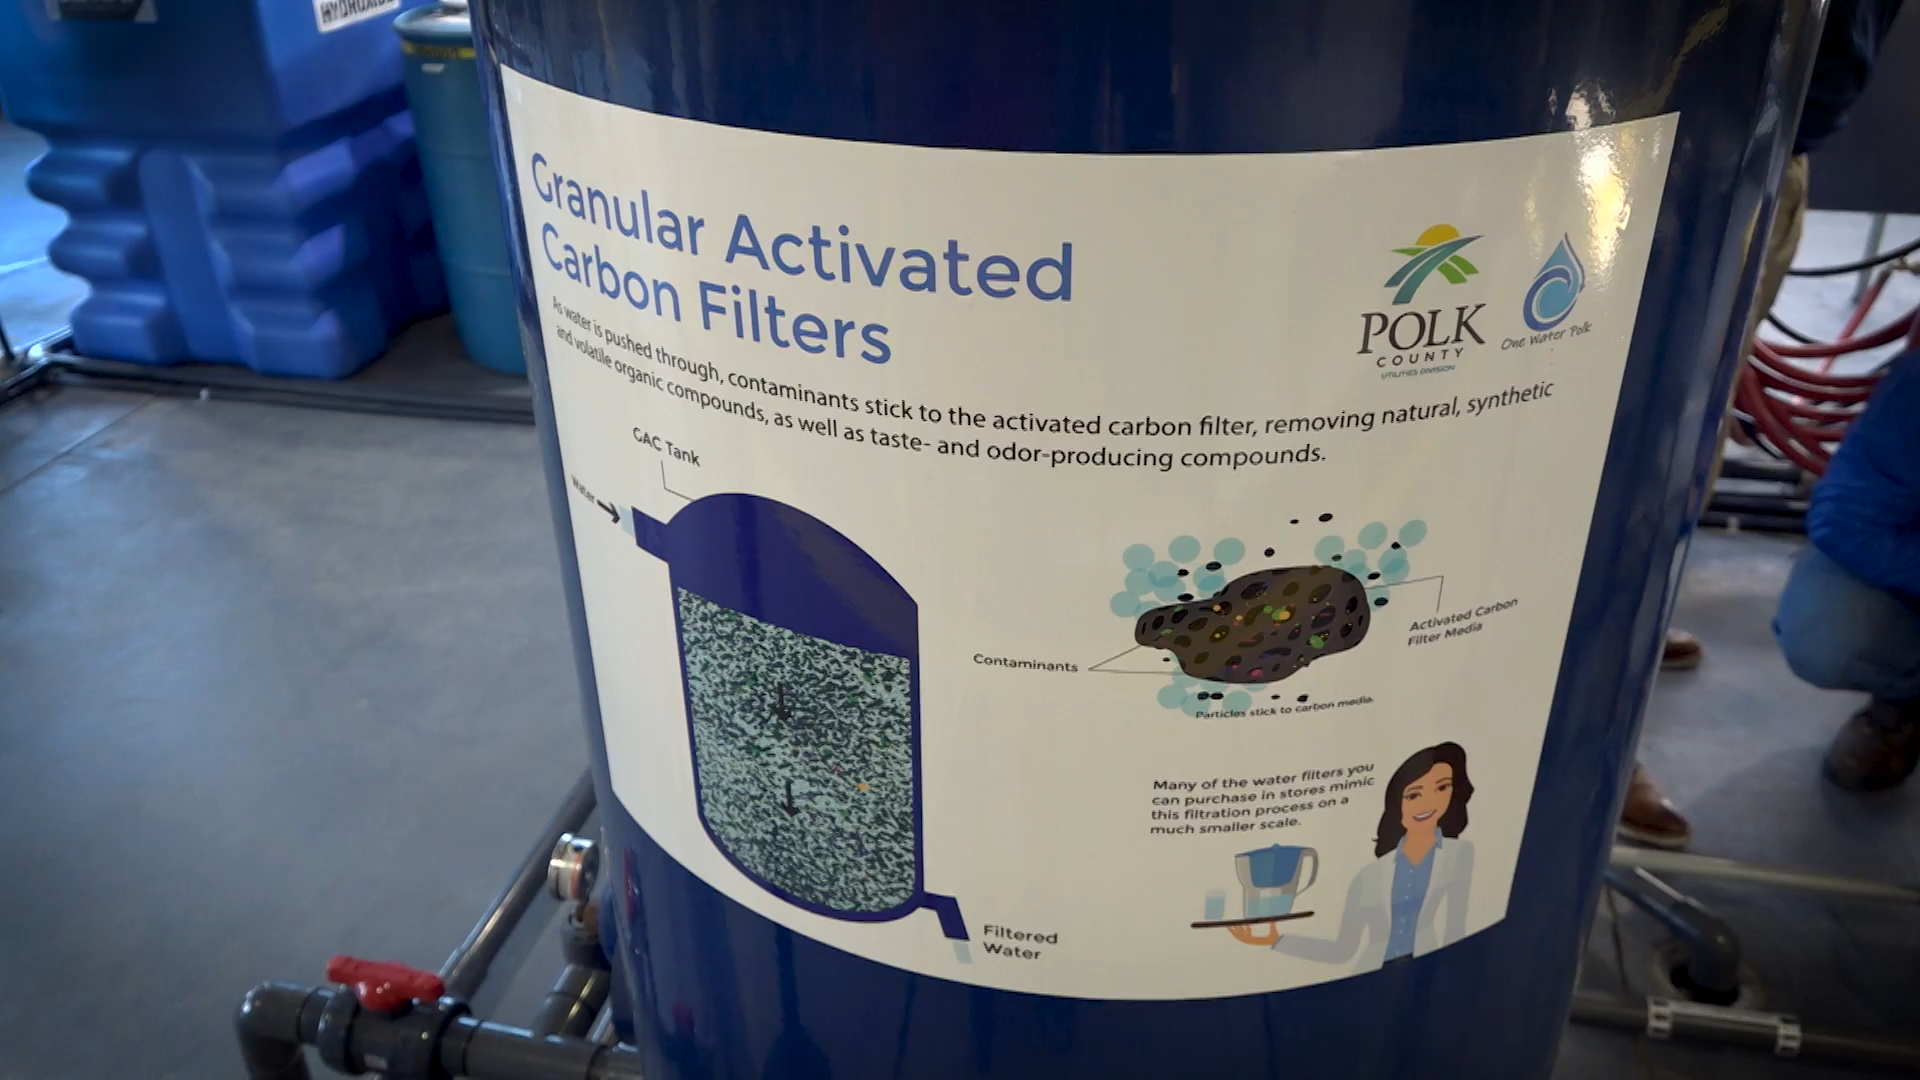 Granular Activated
Carbon Filters
POLK
COUNTY
UTILITIES DIVISION
One Water Polk
As water is pushed through, contaminants stick to the activated carbon filter, removing natural, synthetic
and volatile organic compounds, as well as taste- and odor-producing compounds.
GAC Tank
Water
Activated Carbon
Filter Media
Contaminants
Particles stick to carbon media.
Many of the water filters you
can purchase in stores mimic
this filtration process on a
much smaller scale.
Filtered
Water